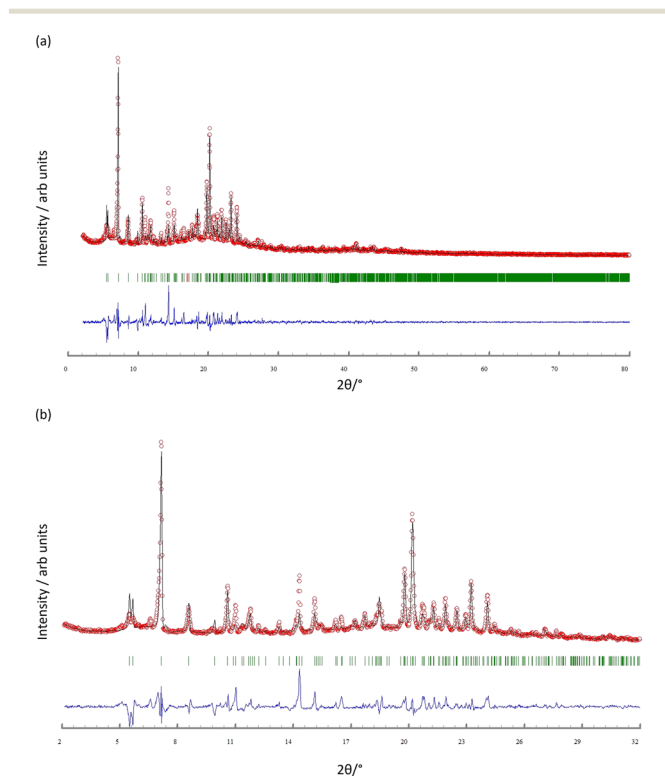 (a)
Intensity / arb units
0 10 20 30 40 50 60 70 80
2θ/°
(b)
Intensity / arb units
2 5 8 11 14 17 20 23 26 29 32
2θ/°